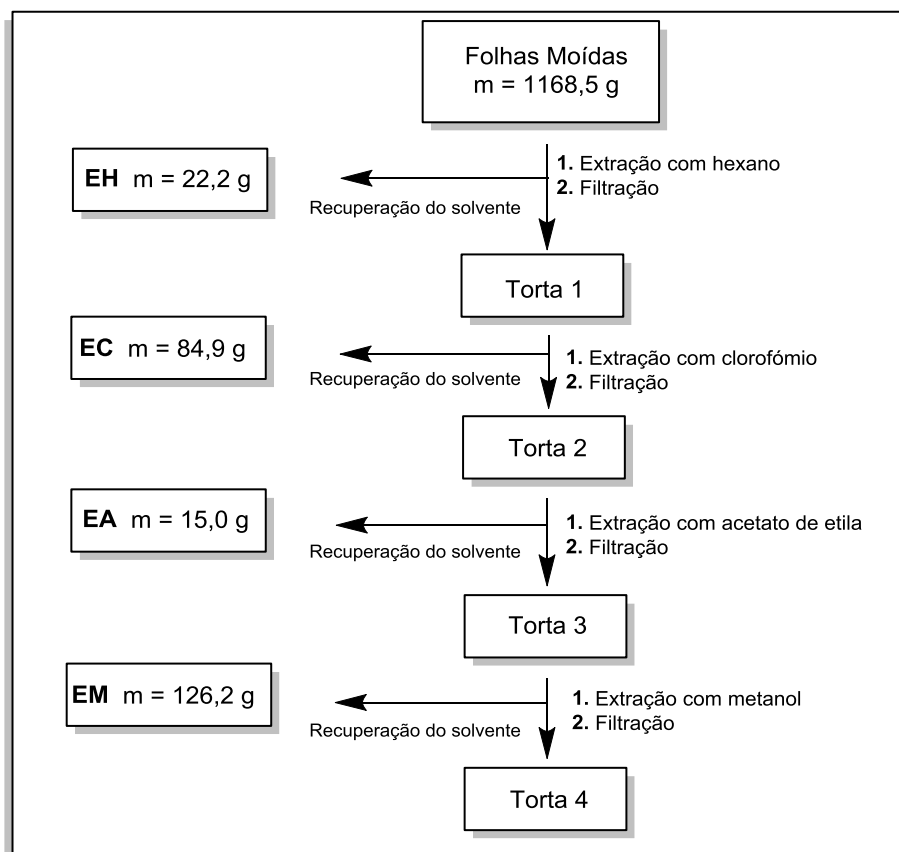 Folhas Moídas
m = 1168,5 g
1. Extração com hexano
2. Filtração
EH m = 22,2 g
Recuperação do solvente
Torta 1
EC m = 84,9 g
1. Extração com clorofómio
2. Filtração
Recuperação do solvente
Torta 2
EA m = 15,0 g
1. Extração com acetato de etila
2. Filtração
Recuperação do solvente
Torta 3
EM m = 126,2 g
1. Extração com metanol
2. Filtração
Recuperação do solvente
Torta 4